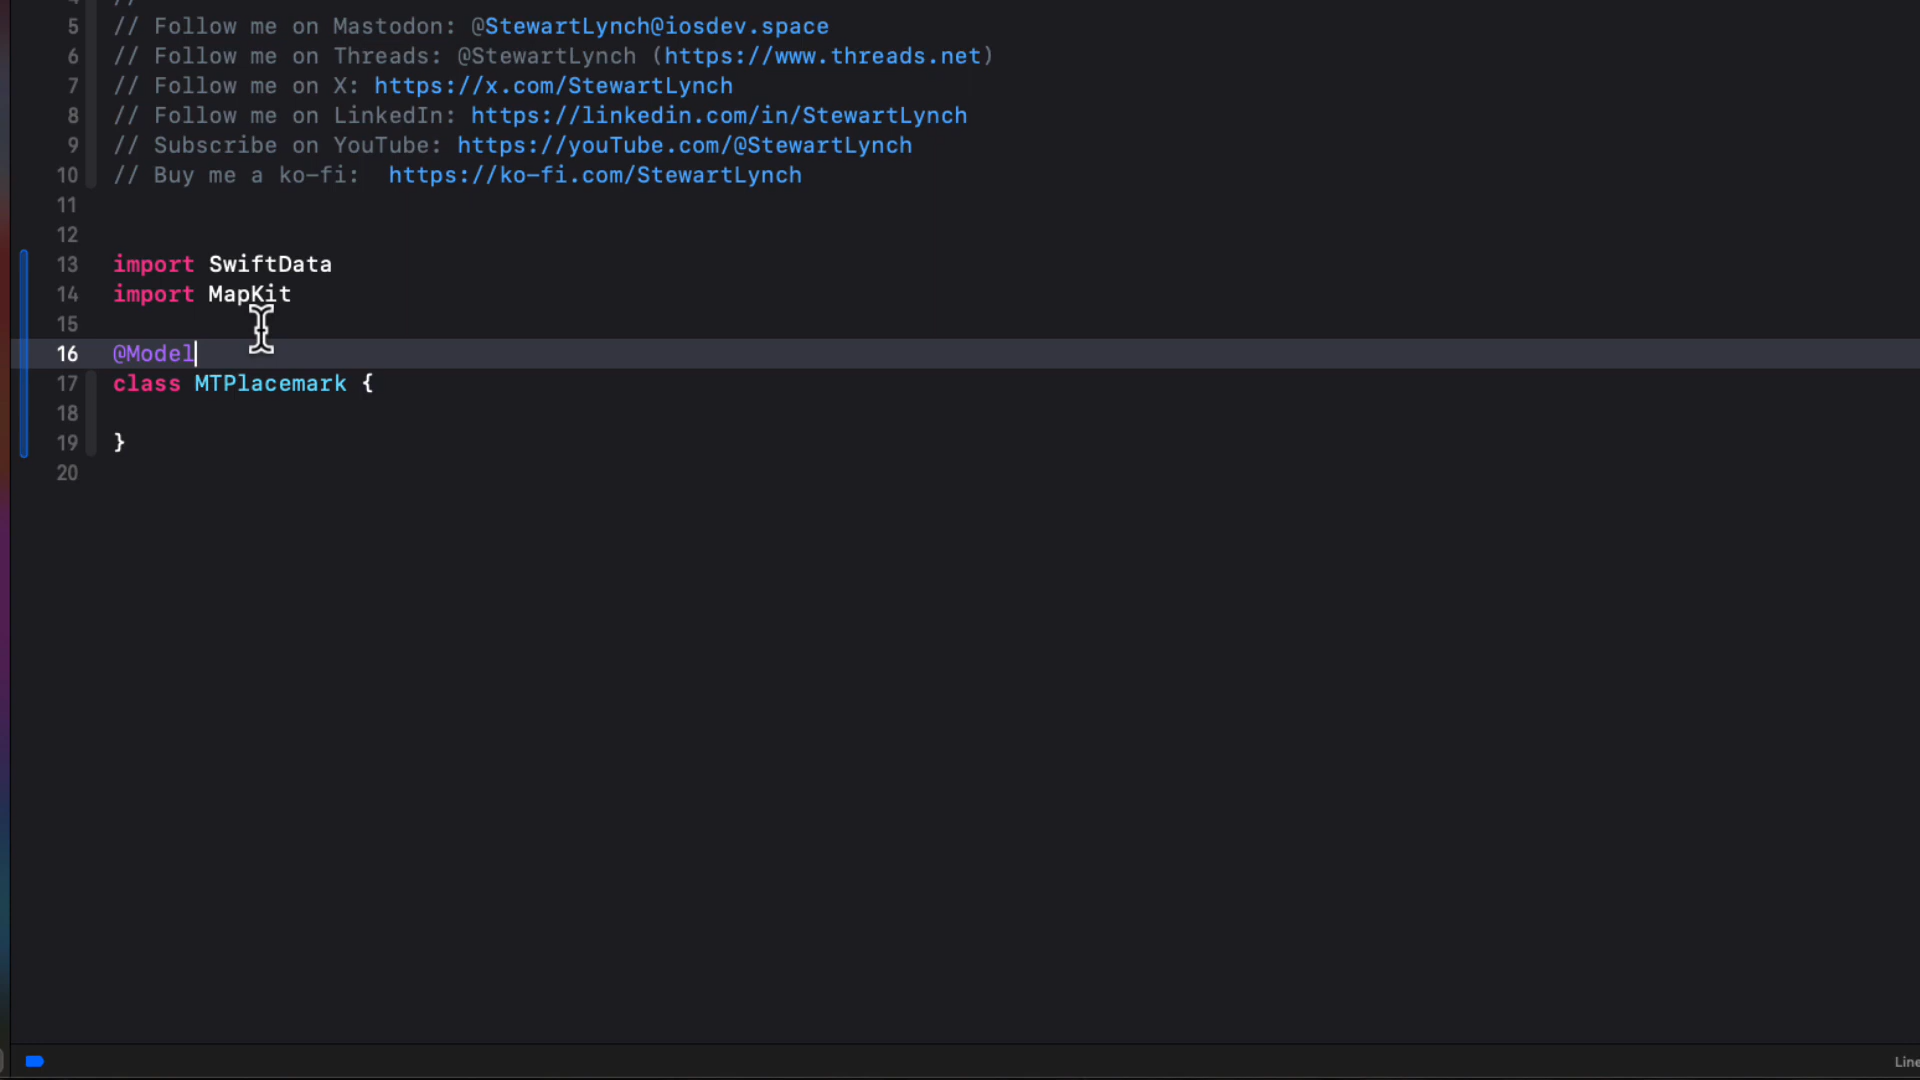 4 //
5 // Follow me on Mastodon: @StewartLynch@iosdev.space
6 // Follow me on Threads: @StewartLynch (https://www.threads.net)
7 // Follow me on X: https://x.com/StewartLynch
8 // Follow me on LinkedIn: https://linkedin.com/in/StewartLynch
9 // Subscribe on YouTube: https://youTube.com/@StewartLynch
10 // Buy me a ko-fi:  https://ko-fi.com/StewartLynch
11
12
13 import SwiftData
14 import MapKit
15
16 @Model
17 class MTPlacemark {
18
19 }
20
Line